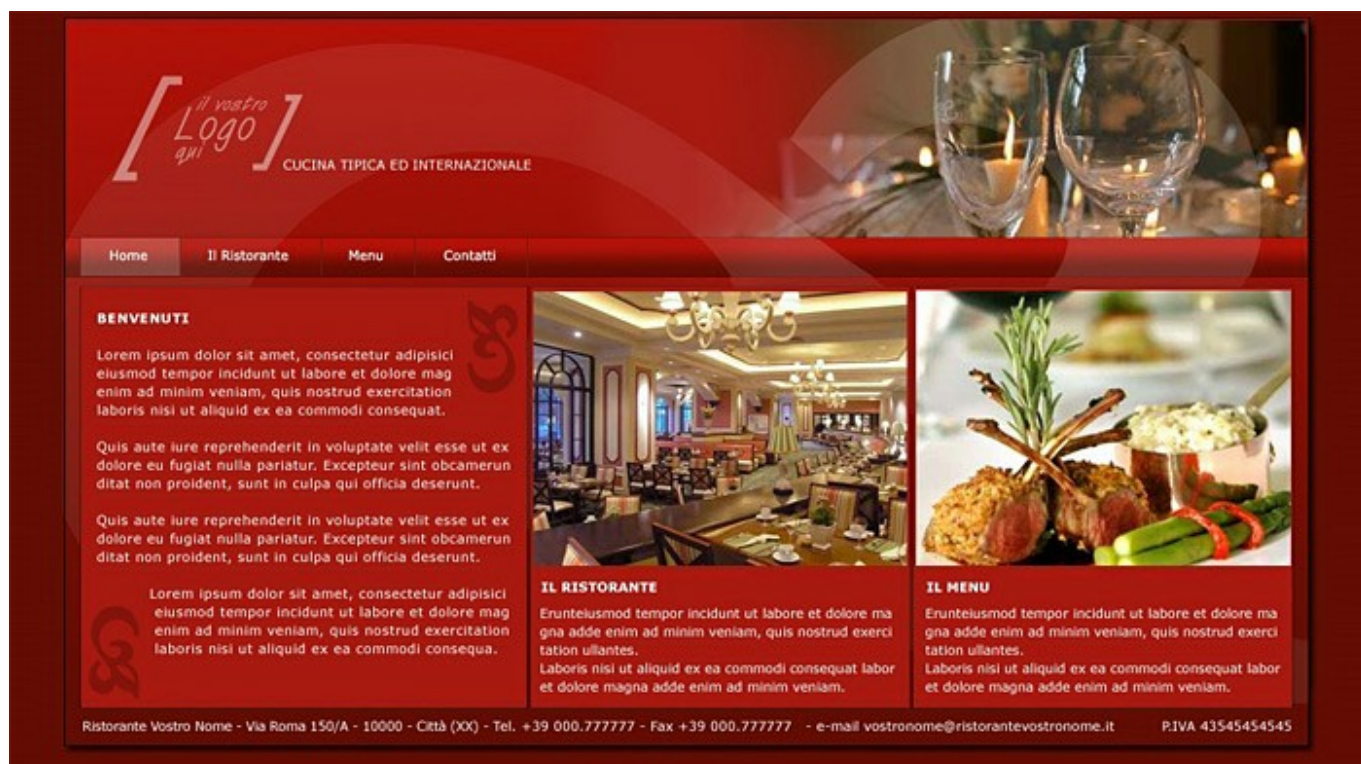 il vostro
Logo
qui
CUCINA TIPICA ED INTERNAZIONALE
Home
Il Ristorante
Menu
Contatti
BENVENUTI
Lorem ipsum dolor sit amet, consectetur adipisici
eiusmod tempor incidunt ut labore et dolore mag
enim ad minim veniam, quis nostrud exercitation
laboris nisi ut aliquid ex ea commodi consequat.
Quis aute iure reprehenderit in voluptate velit esse ut ex
dolore eu fugiat nulla pariatur. Excepteur sint obcamerun
ditat non proident, sunt in culpa qui officia deserunt.
Quis aute iure reprehenderit in voluptate velit esse ut ex
dolore eu fugiat nulla pariatur. Excepteur sint obcamerun
ditat non proident, sunt in culpa qui officia deserunt.
Lorem ipsum dolor sit amet, consectetur adipisici
eiusmod tempor incidunt ut labore et dolore mag
enim ad minim veniam, quis nostrud exercitation
laboris nisi ut aliquid ex ea commodi consequa.
IL RISTORANTE
Erunteiusmod tempor incidunt ut labore et dolore ma
gna adde enim ad minim veniam, quis nostrud exerci
tation ullantes.
Laboris nisi ut aliquid ex ea commodi consequat labor
et dolore magna adde enim ad minim veniam.
IL MENU
Erunteiusmod tempor incidunt ut labore et dolore ma
gna adde enim ad minim veniam, quis nostrud exerci
tation ullantes.
Laboris nisi ut aliquid ex ea commodi consequat labor
et dolore magna adde enim ad minim veniam.
Ristorante Vostro Nome - Via Roma 150/A - 10000 - Città (XX) - Tel. +39 000.777777 - Fax +39 000.777777 - e-mail vostronome@ristorantevostronome.it P.IVA 43545454545